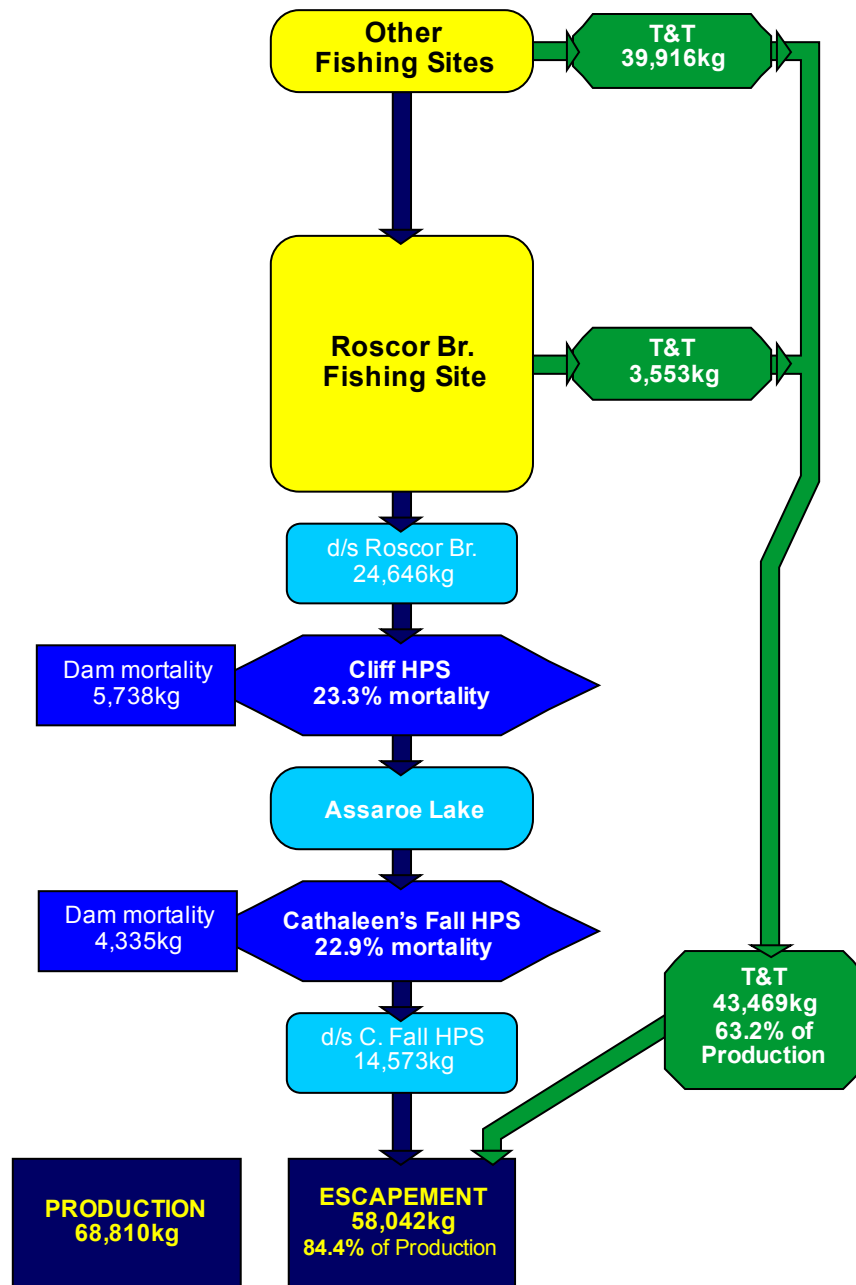 Other
Fishing Sites
T&T
39,916kg
Roscor Br.
Fishing Site
T&T
3,553kg
d/s Roscor Br.
24,646kg
Dam mortality
5,738kg
Cliff HPS
23.3% mortality
Assaroe Lake
Dam mortality
4,335kg
Cathaleen's Fall HPS
22.9% mortality
T&T
43,469kg
63.2% of
Production
d/s C. Fall HPS
14,573kg
PRODUCTION
68,810kg
ESCAPEMENT
58,042kg
84.4% of Production